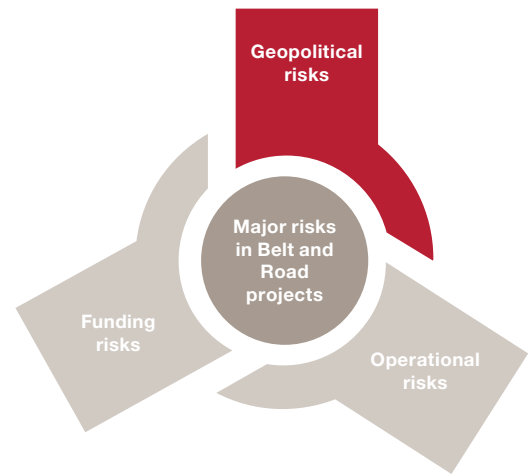 Geopolitical
risks
Major risks
in Belt and
Road
projects
Funding
risks
Operational
risks